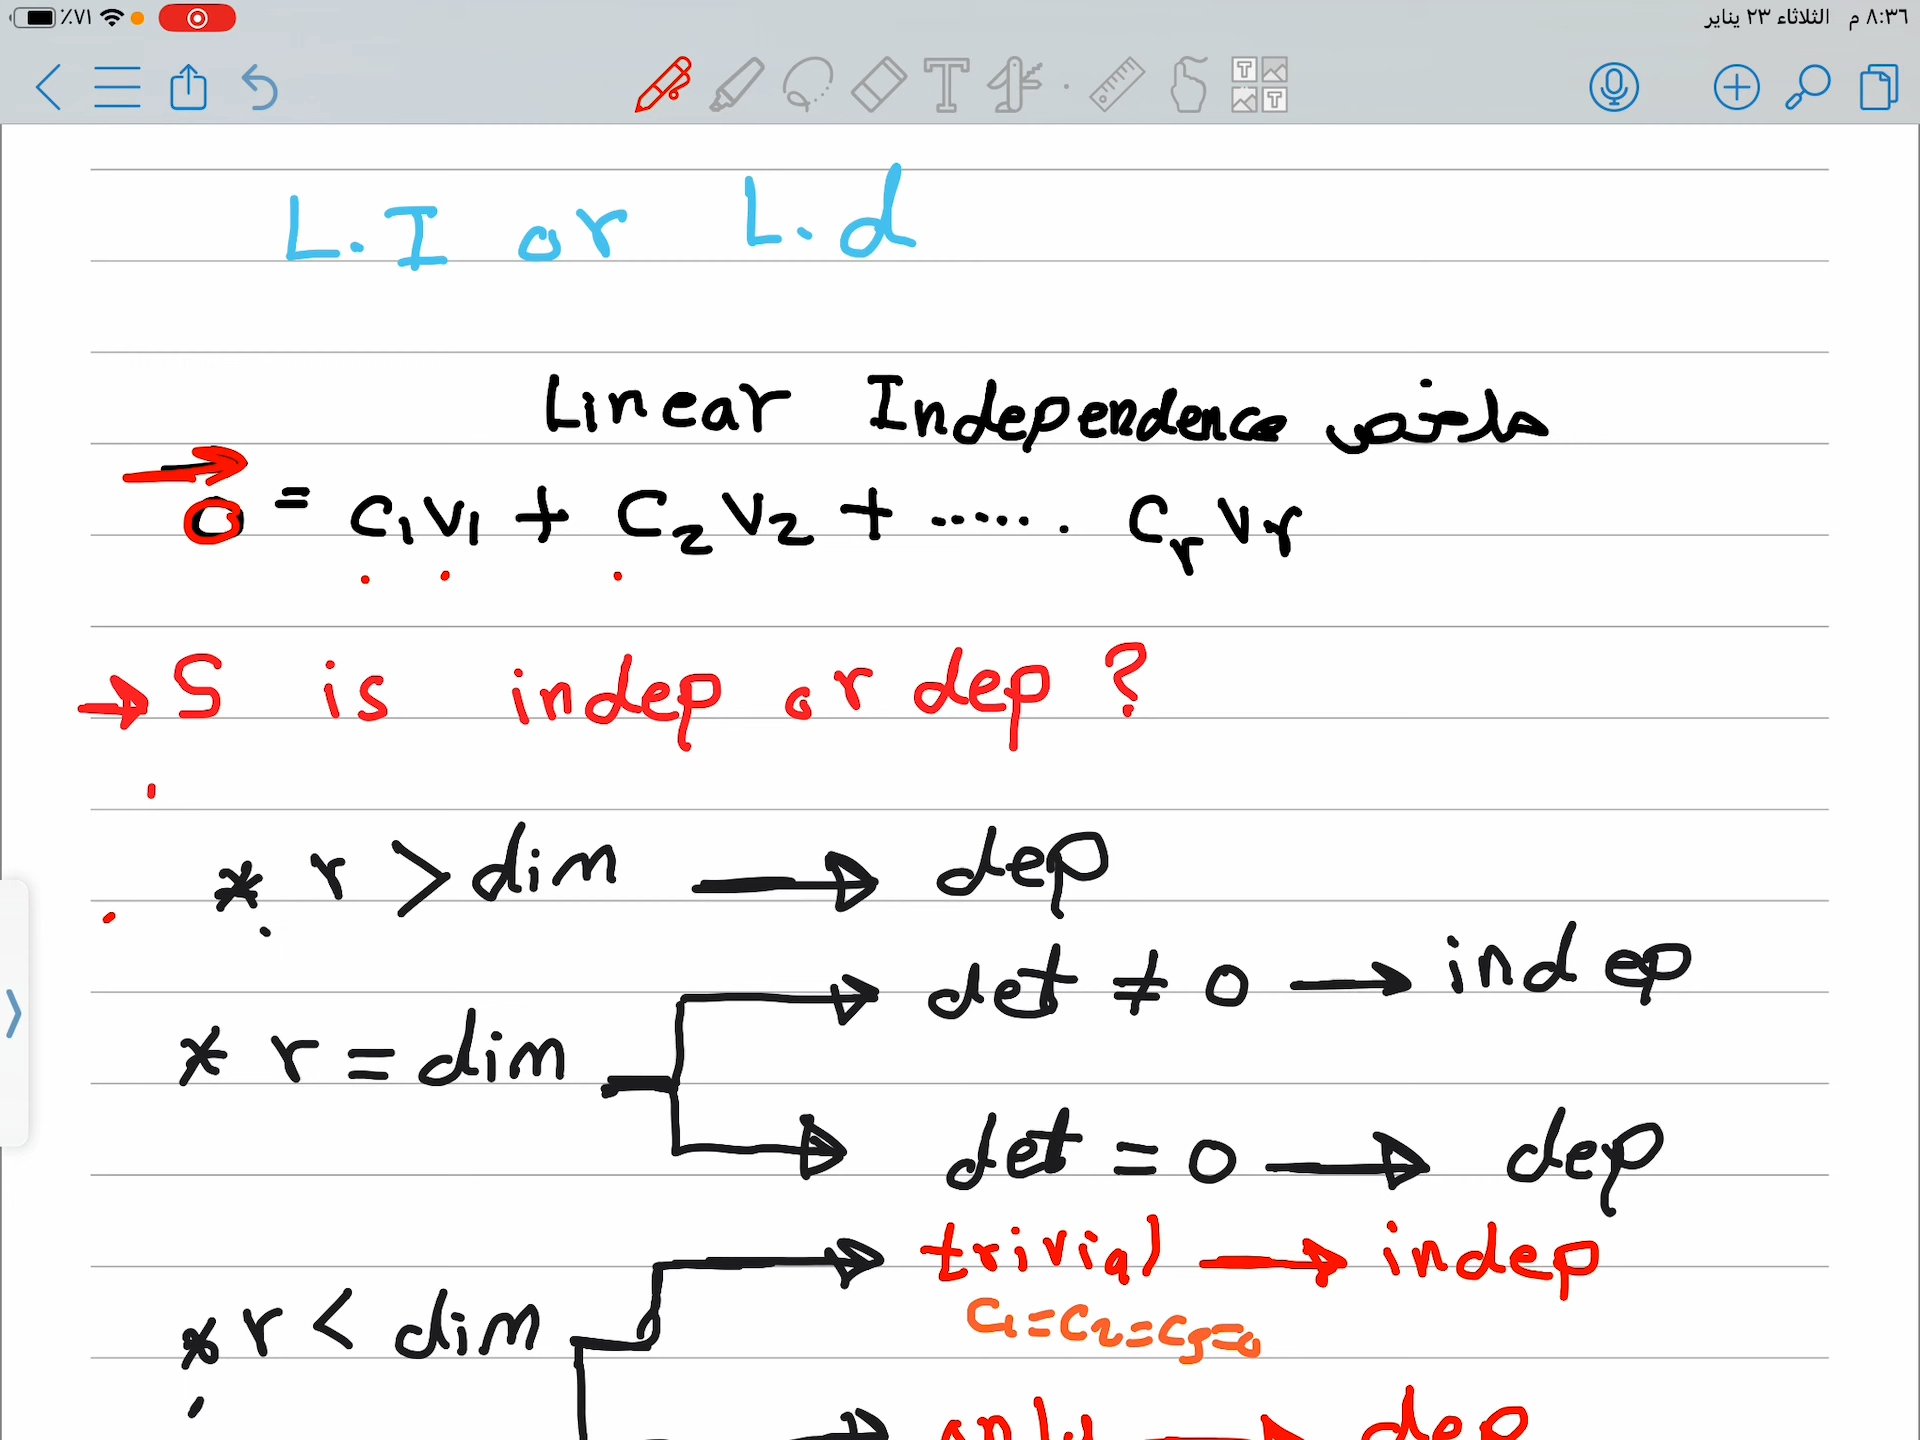 ٪٧١ ٨:٣٦ م الثلاثاء ٢٣ يناير
L.I or L.d
Linear Independence ملخص
0 = c₁v₁ + c₂v₂ + ...... cᵣvᵣ
→ S is indep or dep ?
* r > dim → dep
det ≠ 0 → indep
* r = dim
det = 0 → dep
trivial → indep
c₁=c₂=c₃=0
* r < dim
only → dep